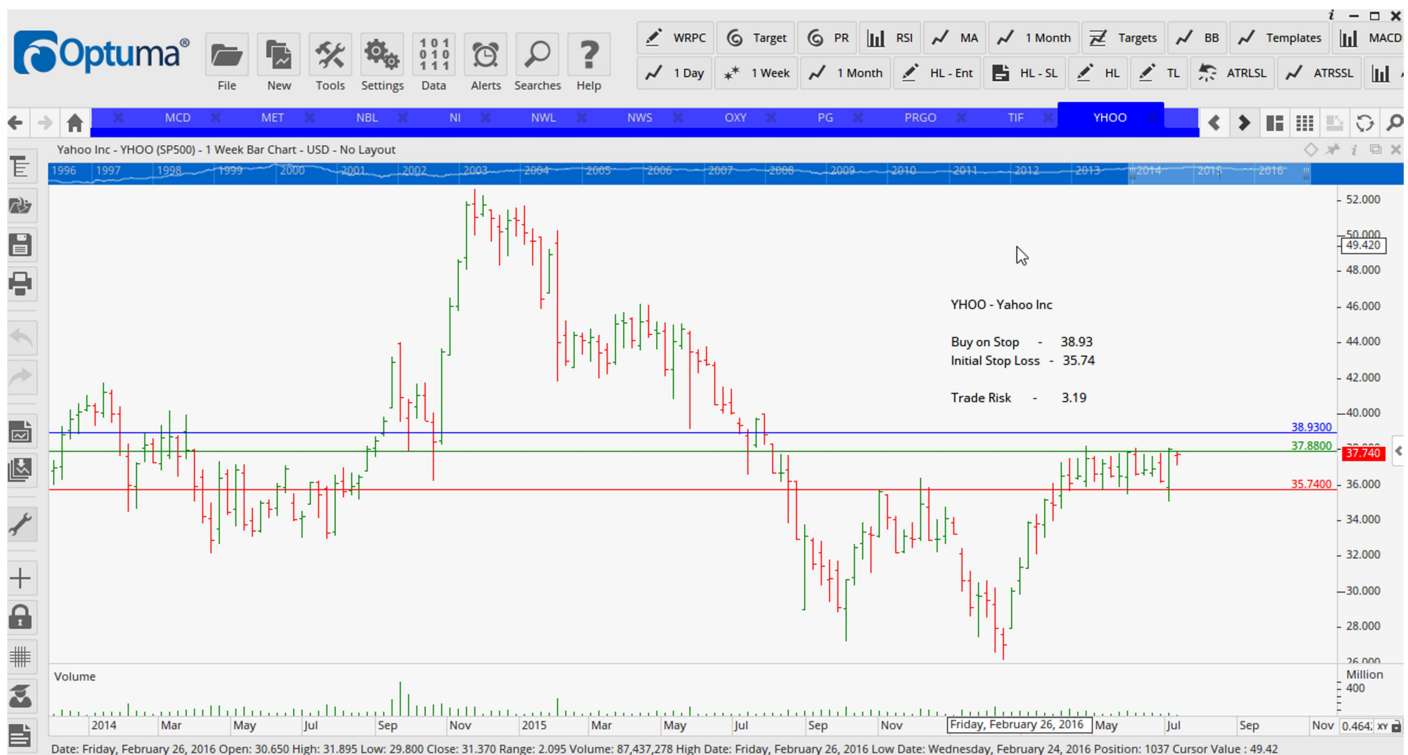 Optuma®
File New Tools Settings Data Alerts Searches Help
WRPC Target PR RSI MA 1 Month Targets BB Templates MACD
1 Day 1 Week 1 Month HL - Ent HL - SL HL TL ATRLSL ATRSSL
MCD MET NBL NI NWL NWS OXY PG PRGO TIF YHOO
Yahoo Inc - YHOO (SP500) - 1 Week Bar Chart - USD - No Layout
1996 1997 1998 1999 2000 2001 2002 2003 2004 2005 2006 2007 2008 2009 2010 2011 2012 2013 2014 2015 2016
52.000
50.000
49.420
48.000
46.000
YHOO - Yahoo Inc
44.000
Buy on Stop - 38.93
Initial Stop Loss - 35.74
42.000
Trade Risk - 3.19
40.000
38.9300
37.8800
37.740
35.7400 36.000
34.000
32.000
30.000
28.000
26.000
Volume
Million
400
2014 Mar May Jul Sep Nov 2015 Mar May Jul Sep Nov Friday, February 26, 2016 May Jul Sep Nov 0.464 XY
Date: Friday, February 26, 2016 Open: 30.650 High: 31.895 Low: 29.800 Close: 31.370 Range: 2.095 Volume: 87,437,278 High Date: Friday, February 26, 2016 Low Date: Wednesday, February 24, 2016 Position: 1037 Cursor Value : 49.42